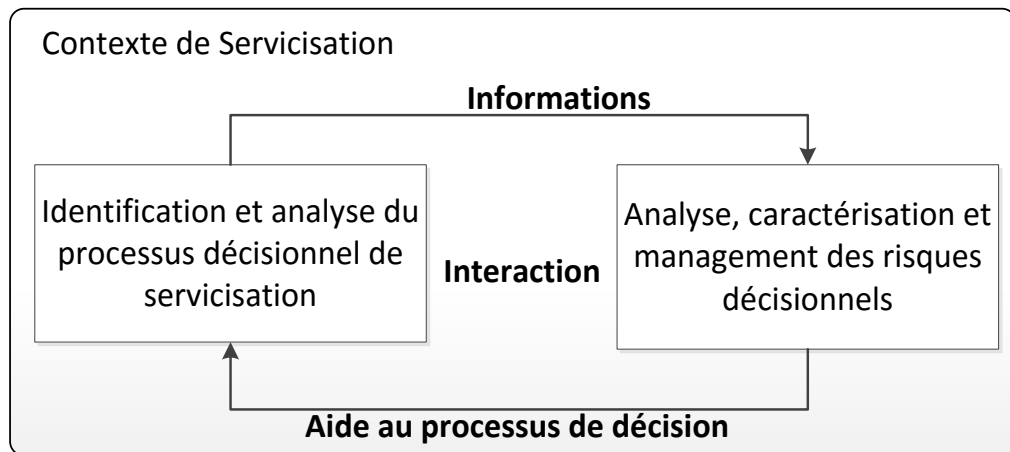 Contexte de Servicisation
Informations
Identification et analyse du
processus décisionnel de
servicisation
Interaction
Analyse, caractérisation et
management des risques
décisionnels
Aide au processus de décision